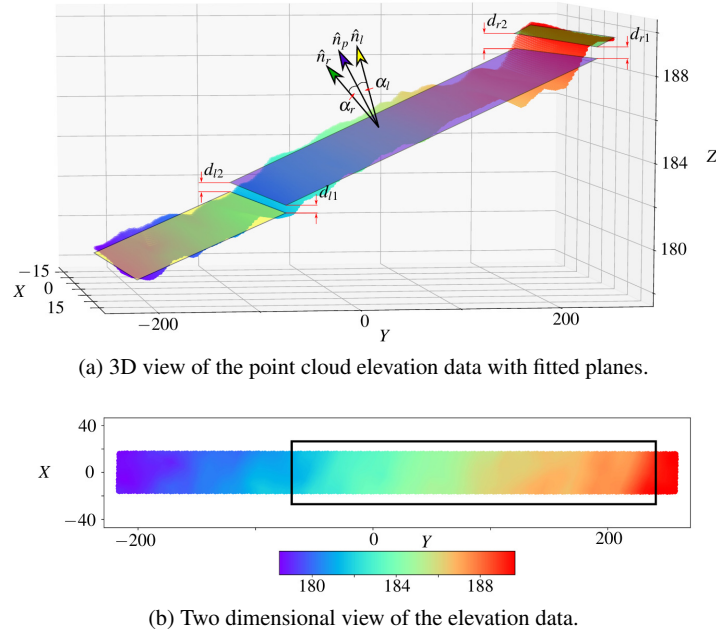 d_{r2}
d_{r1}
n̂_r n̂_p n̂_l
α_l
α_r
188
Z
184
d_{l2}
d_{l1}
180
−15
X 0
15
−200
0
200
Y
(a) 3D view of the point cloud elevation data with fitted planes.
40
X 0
−40
−200 0 Y 200
180 184 188
(b) Two dimensional view of the elevation data.